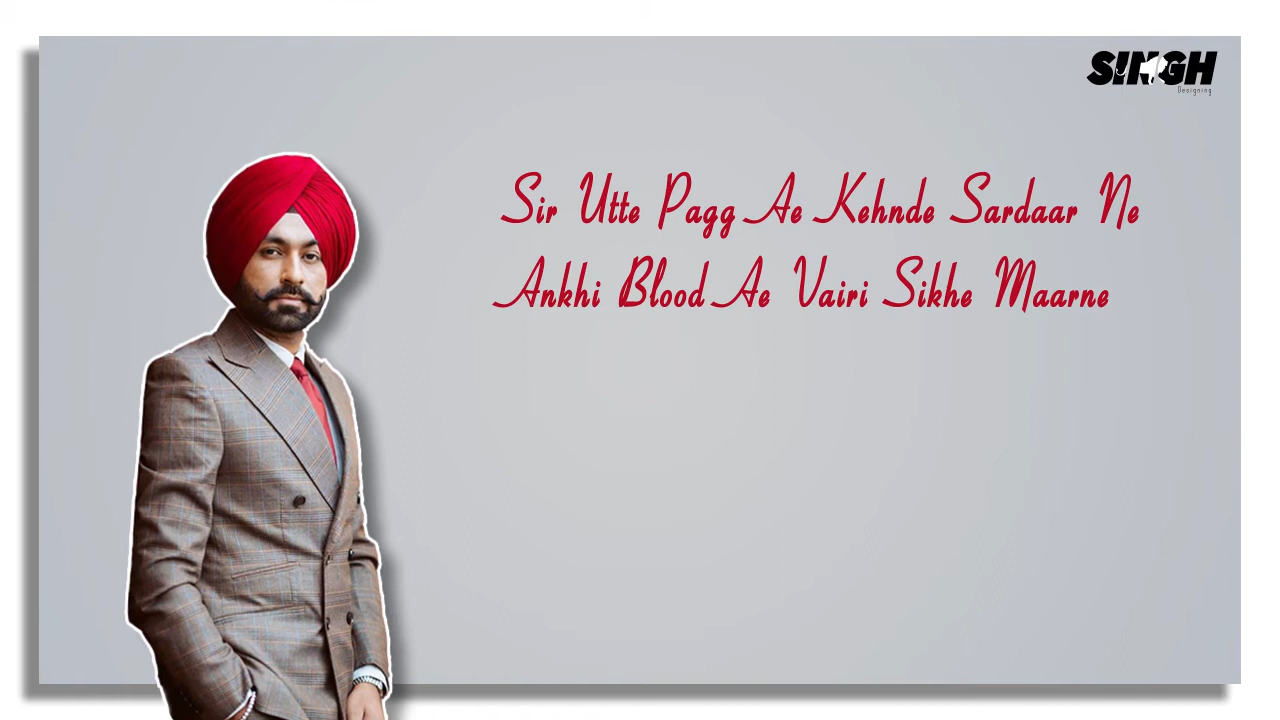 SINGH
Designing
Sir Utte Pagg Ae Kehnde Sardaar Ne
Ankhi Blood Ae Vairi Sikhe Maarne